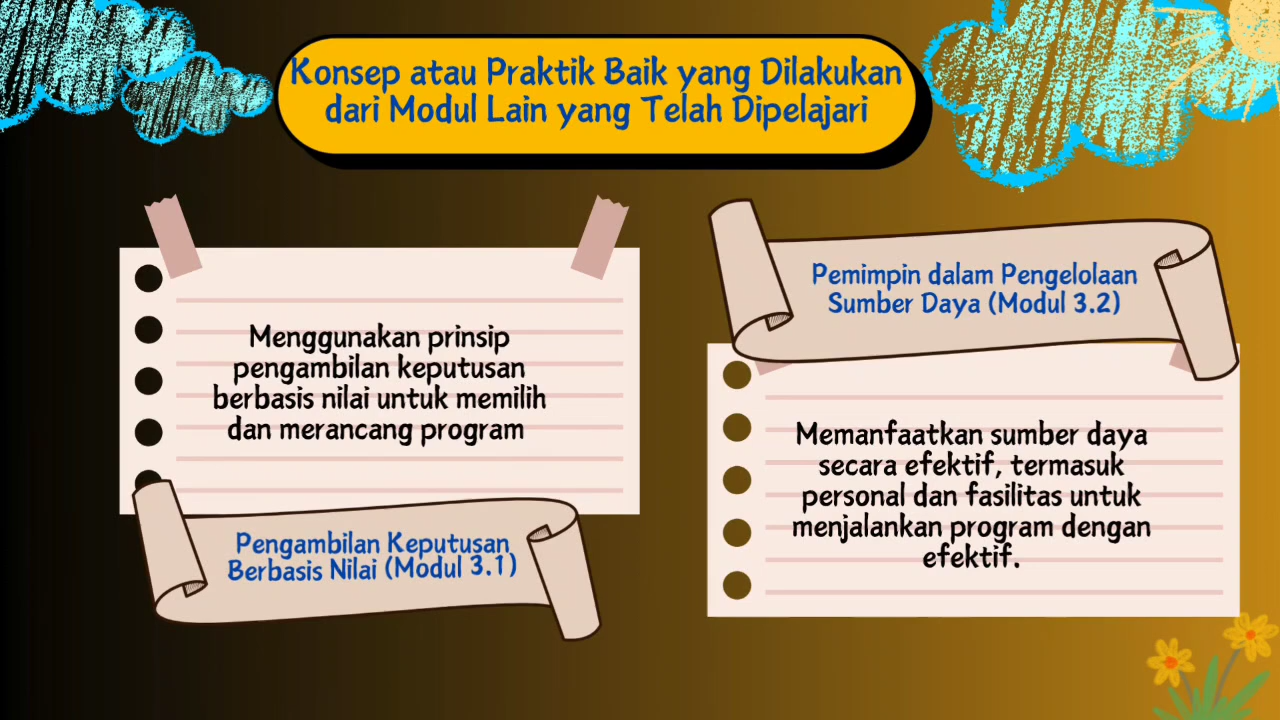 Konsep atau Praktik Baik yang Dilakukan
dari Modul Lain yang Telah Dipelajari
Menggunakan prinsip
pengambilan keputusan
berbasis nilai untuk memilih
dan merancang program
Pengambilan Keputusan
Berbasis Nilai (Modul 3.1)
Pemimpin dalam Pengelolaan
Sumber Daya (Modul 3.2)
Memanfaatkan sumber daya
secara efektif, termasuk
personal dan fasilitas untuk
menjalankan program dengan
efektif.